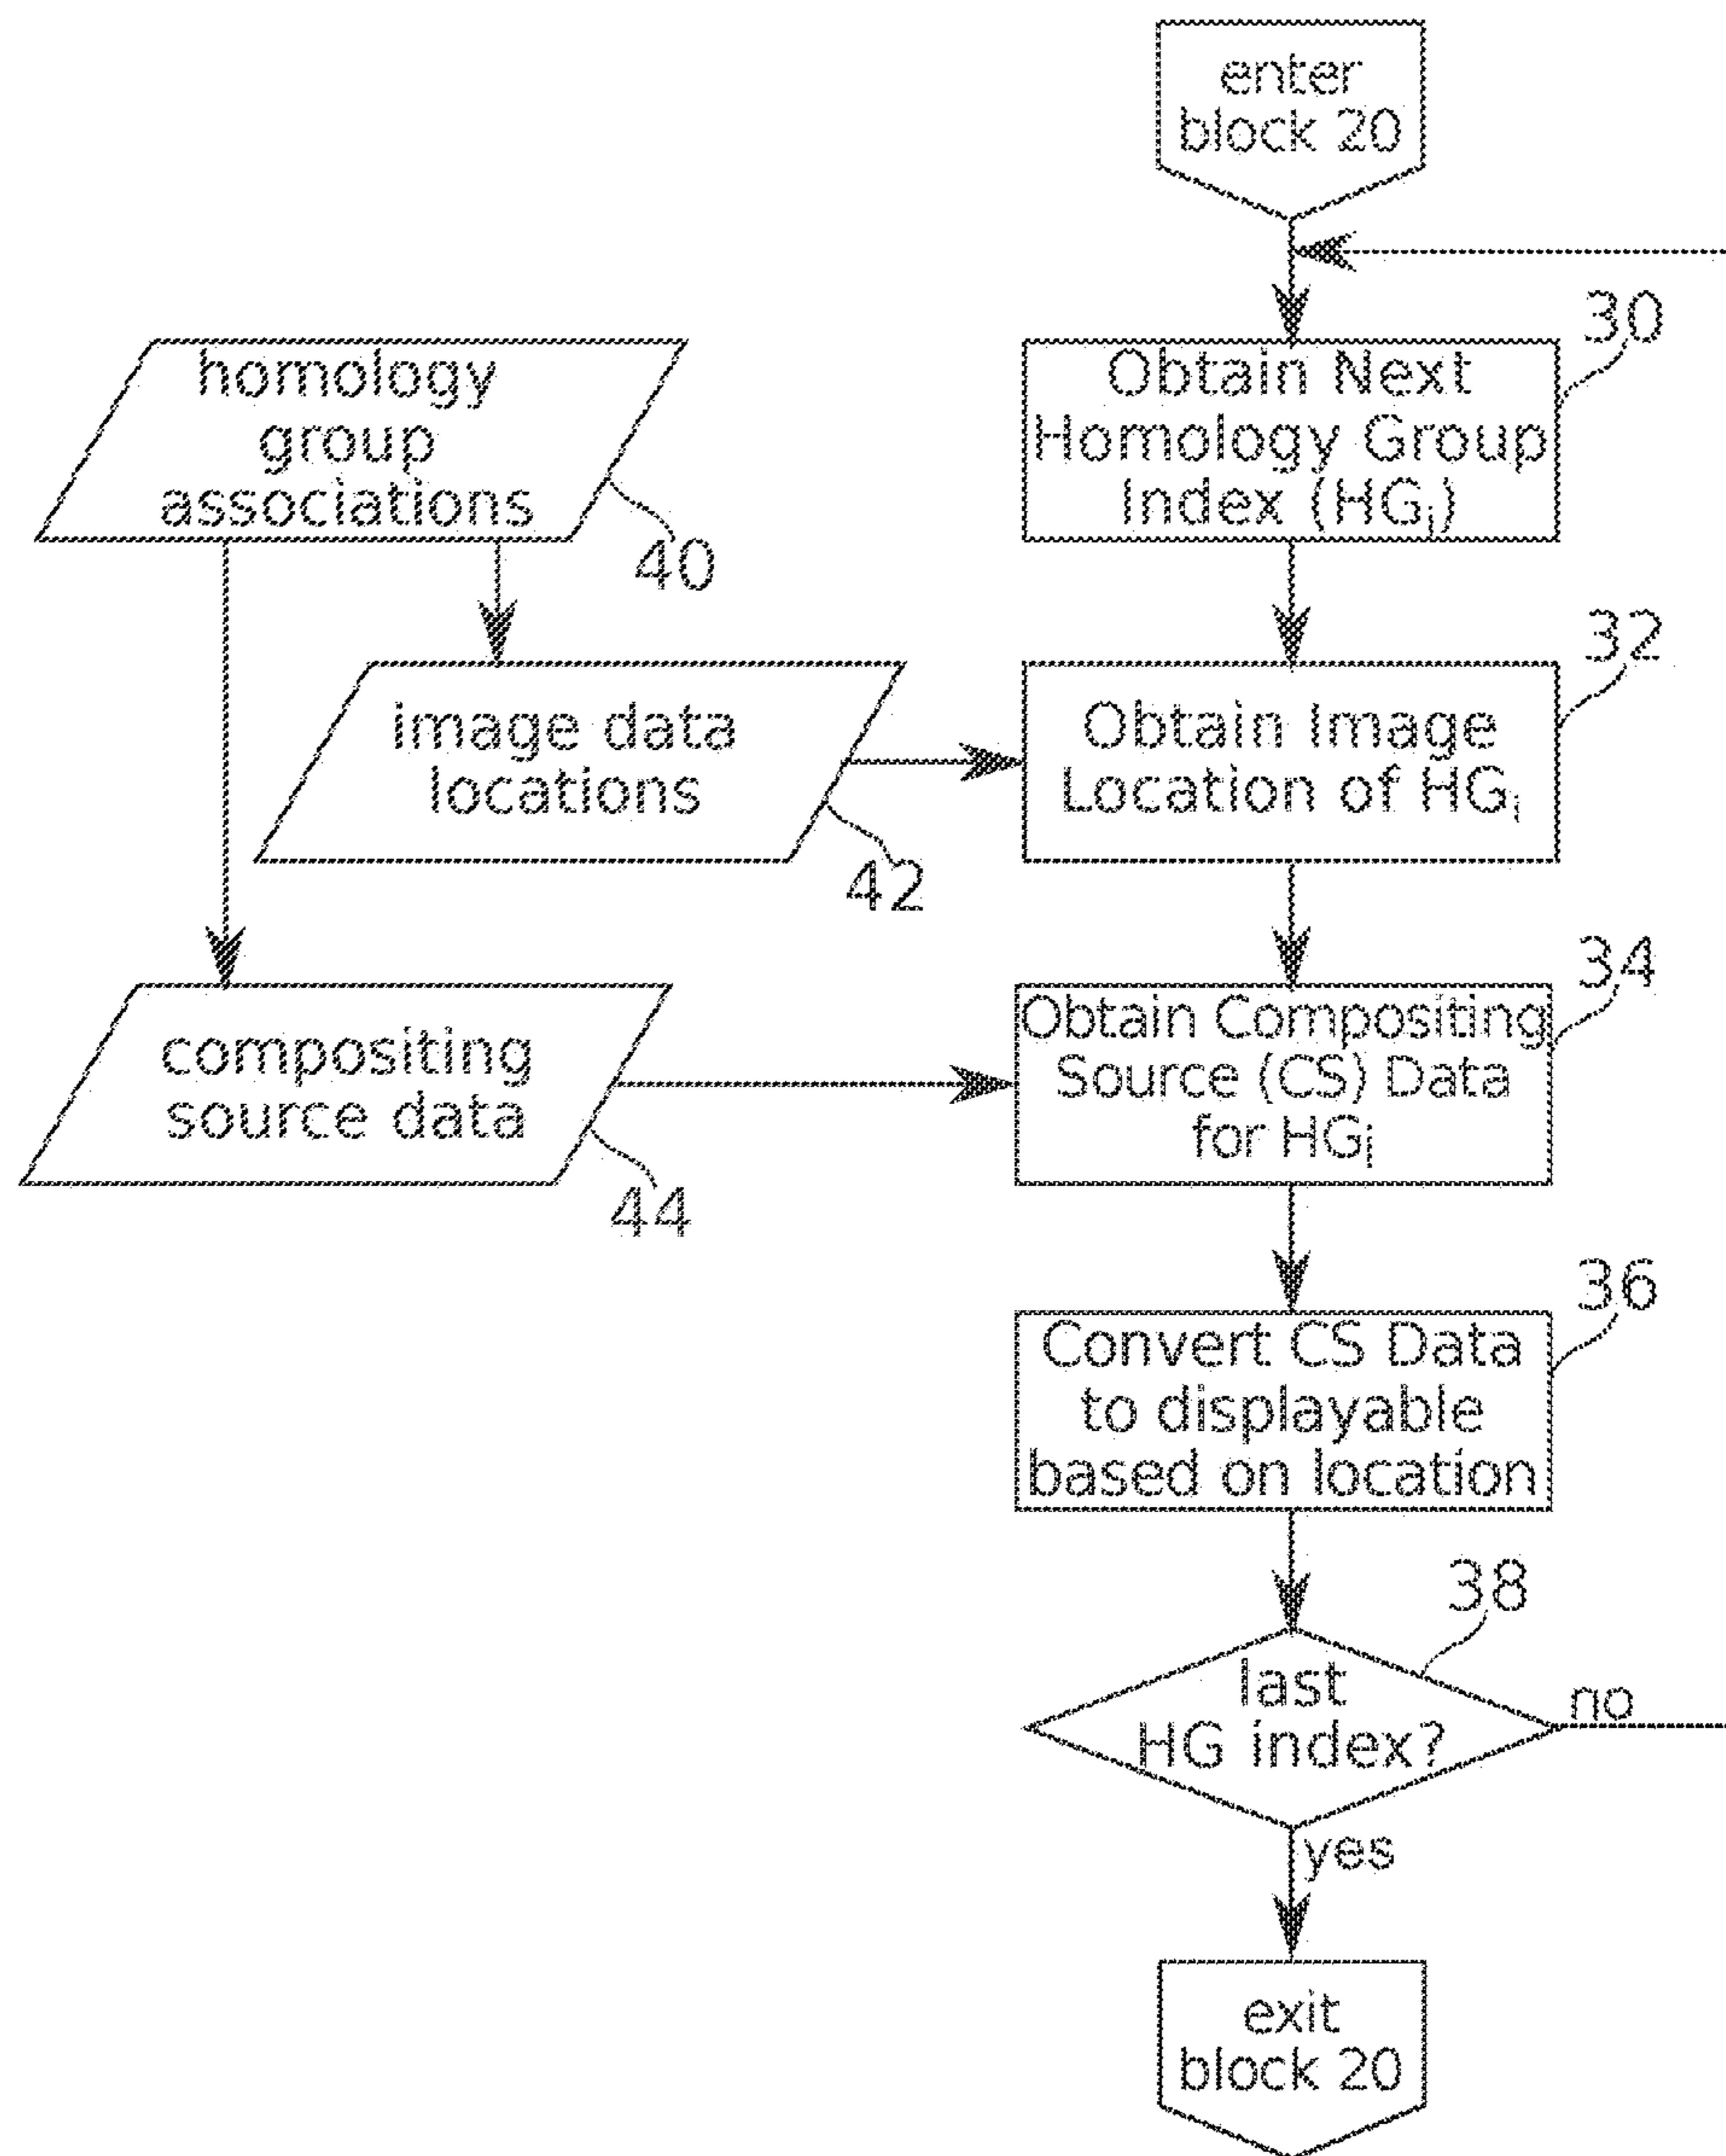 enter
block 20
30
Obtain Next
Homology Group
Index (HGi)
homology
group
associations
40
32
Obtain Image
Location of HGi
image data
locations
42
34
Obtain Compositing
Source (CS) Data
for HGi
compositing
source data
44
36
Convert CS Data
to displayable
based on location
38
last
HG index?
no
yes
exit
block 20